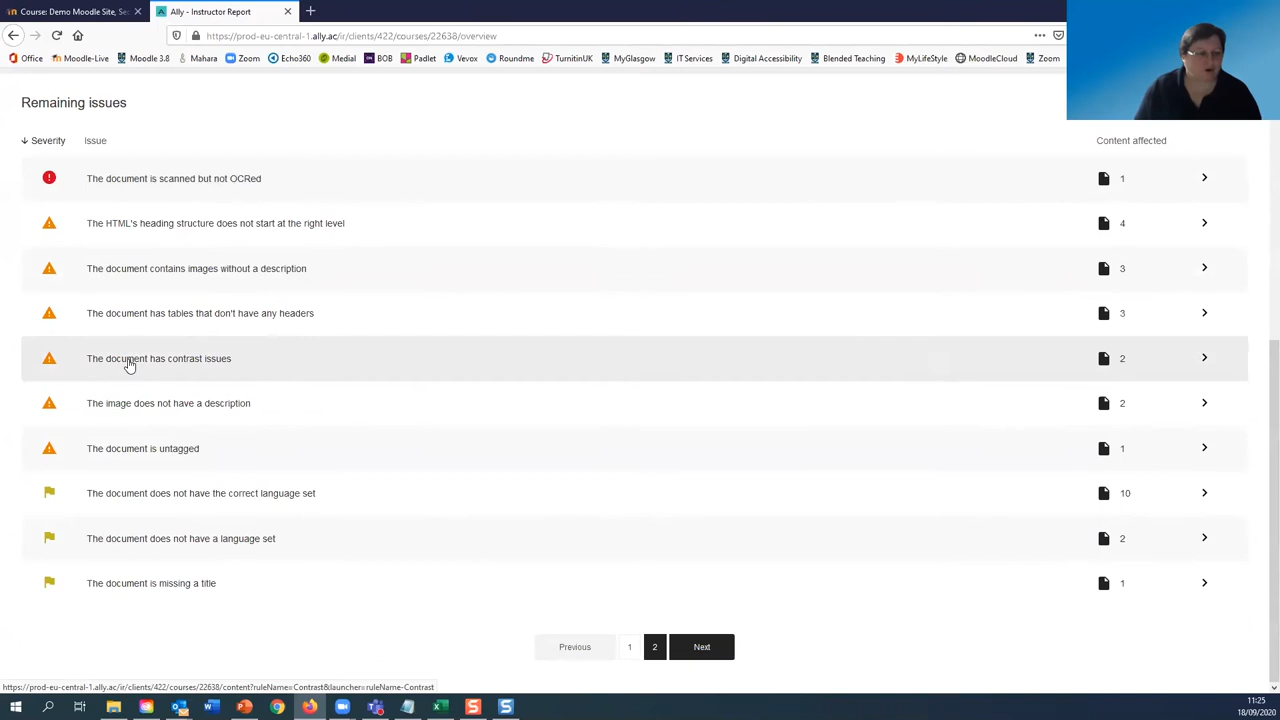 Course: Demo Moodle Site, Se
Ally - Instructor Report
https://prod-eu-central-1.ally.ac/ir/clients/422/courses/22638/overview
Office Moodle-Live Moodle 3.8 Mahara Zoom Echo360 Medial BOB Padlet Vevox Roundme TurnitinUK MyGlasgow IT Services Digital Accessibility Blended Teaching MyLifeStyle MoodleCloud Zoom
Remaining issues
Severity Issue Content affected
The document is scanned but not OCRed 1
The HTML's heading structure does not start at the right level 4
The document contains images without a description 3
The document has tables that don't have any headers 3
The document has contrast issues 2
The image does not have a description 2
The document is untagged 1
The document does not have the correct language set 10
The document does not have a language set 2
The document is missing a title 1
Previous 1 2 Next
https://prod-eu-central-1.ally.ac/ir/clients/422/courses/22638/content?ruleName=Contrast&launcher=ruleName-Contrast
11:25
18/09/2020